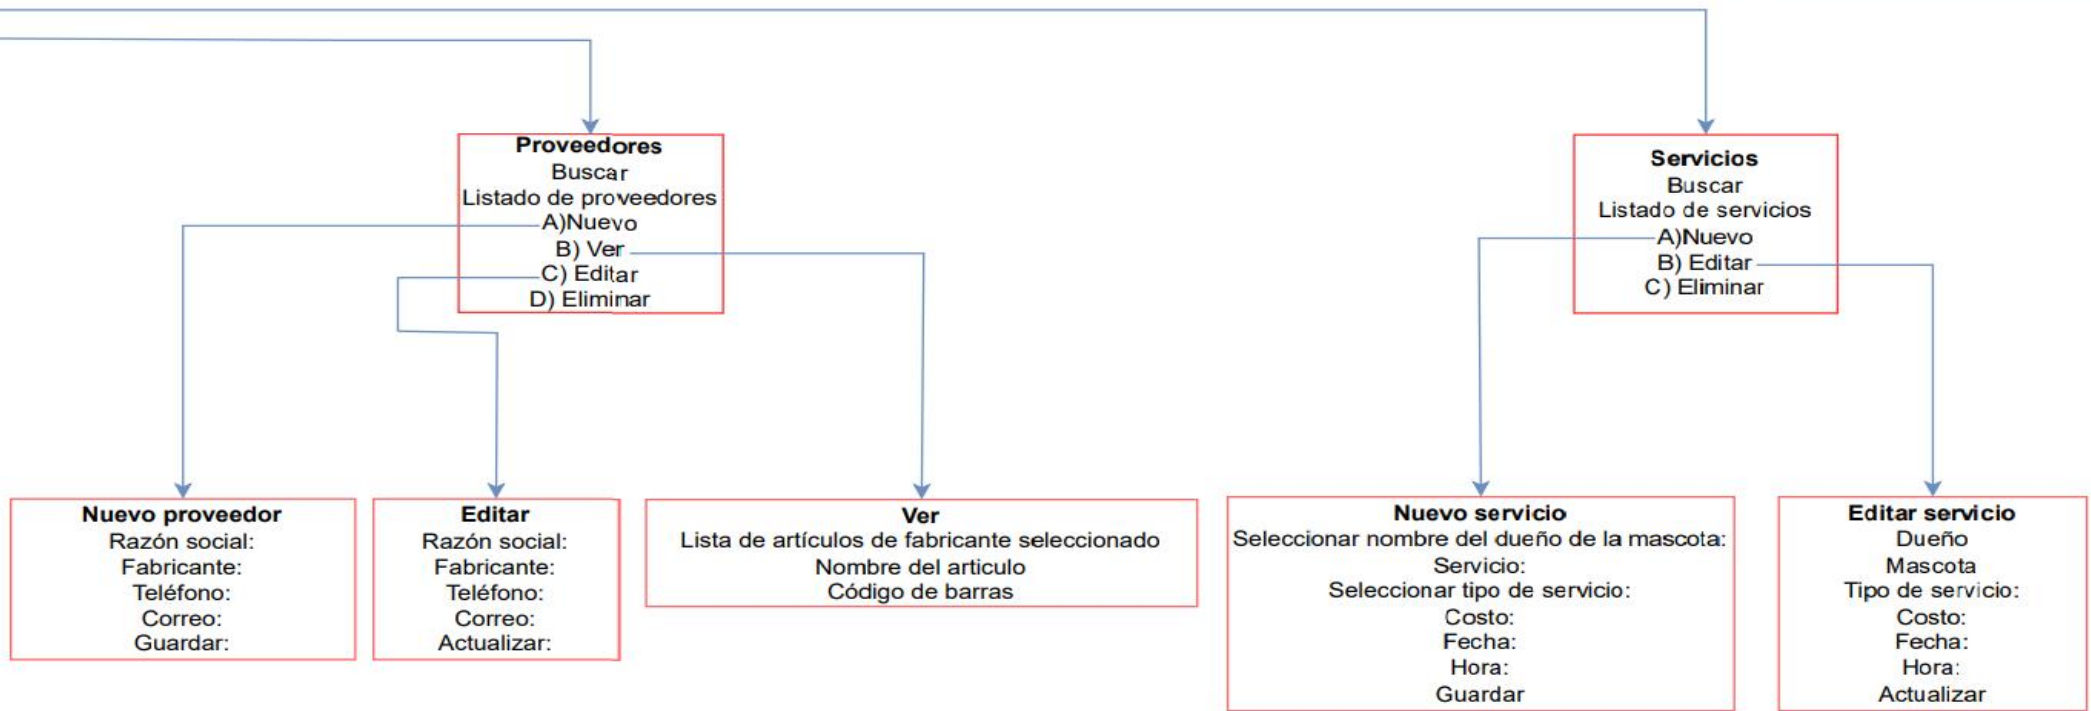 Proveedores
Buscar
Listado de proveedores
A)Nuevo
B) Ver
C) Editar
D) Eliminar
Servicios
Buscar
Listado de servicios
A)Nuevo
B) Editar
C) Eliminar
Nuevo proveedor
Razón social:
Fabricante:
Teléfono:
Correo:
Guardar:
Editar
Razón social:
Fabricante:
Teléfono:
Correo:
Actualizar:
Ver
Lista de artículos de fabricante seleccionado
Nombre del articulo
Código de barras
Nuevo servicio
Seleccionar nombre del dueño de la mascota:
Servicio:
Seleccionar tipo de servicio:
Costo:
Fecha:
Hora:
Guardar
Editar servicio
Dueño
Mascota
Tipo de servicio:
Costo:
Fecha:
Hora:
Actualizar